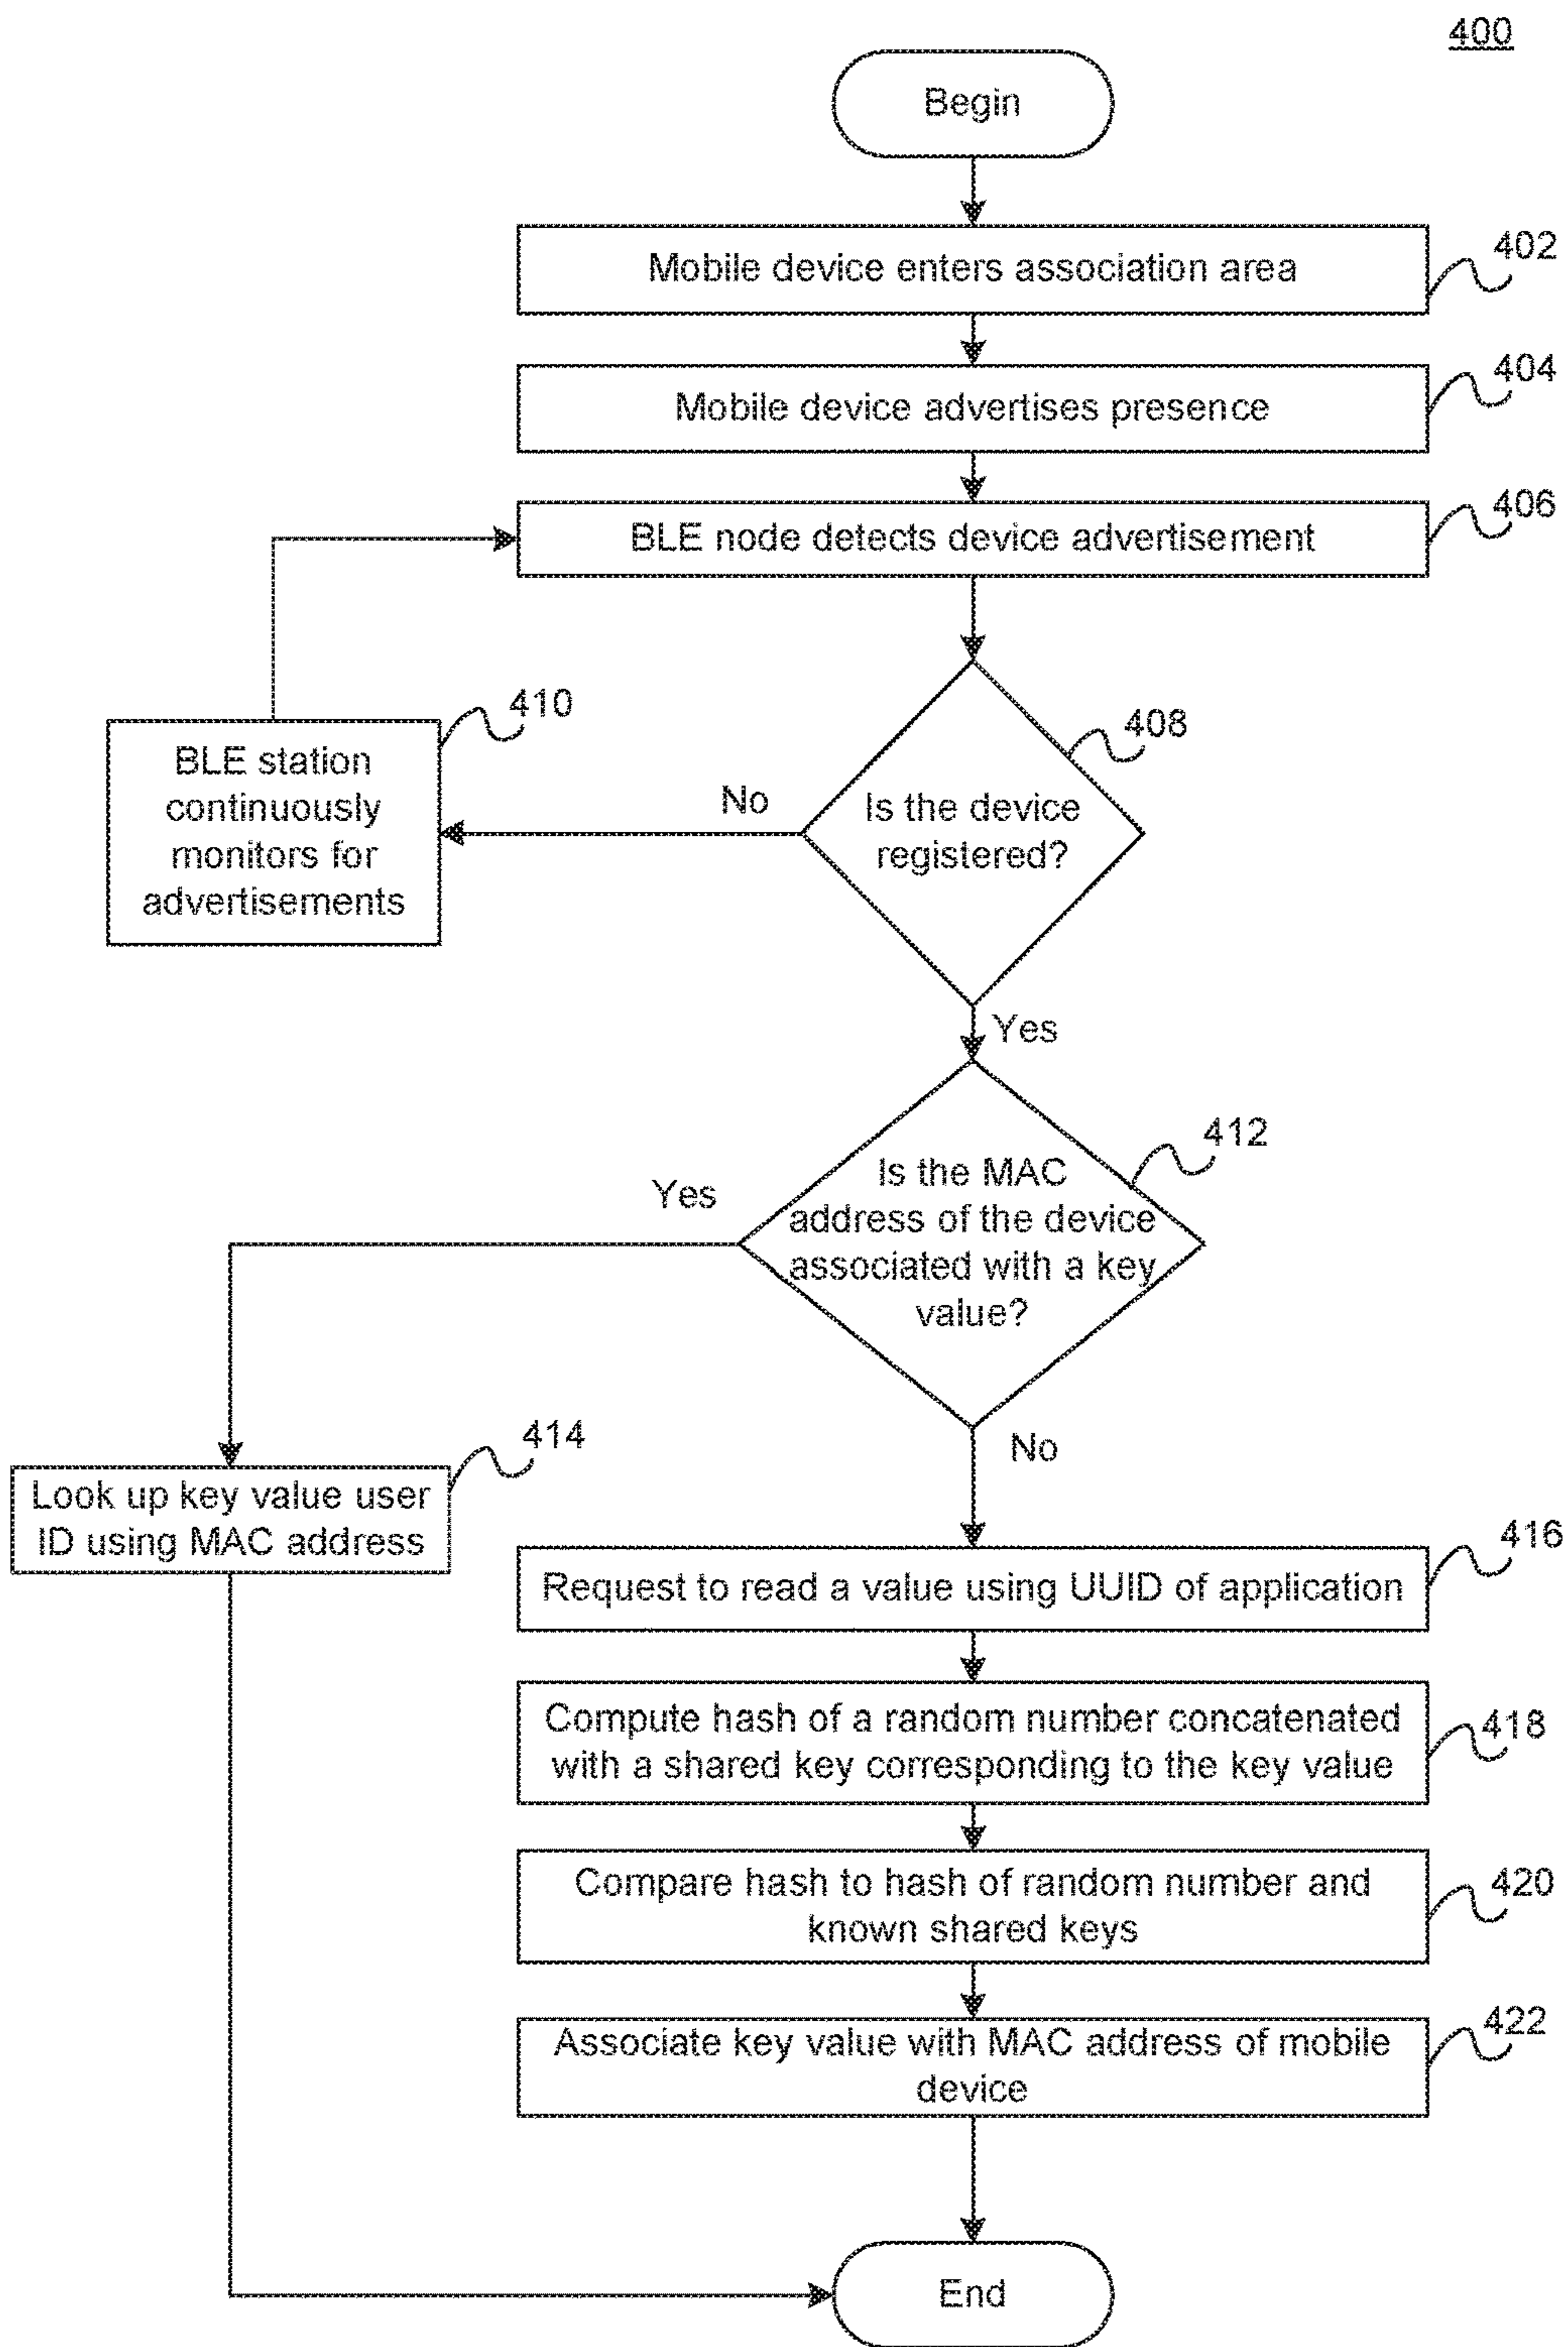 400
Begin
Mobile device enters association area
402
Mobile device advertises presence
404
BLE node detects device advertisement
406
410
BLE station
continuously
monitors for
advertisements
No
408
Is the device
registered?
Yes
412
Yes
Is the MAC
address of the device
associated with a key
value?
414
Look up key value user
ID using MAC address
No
416
Request to read a value using UUID of application
Compute hash of a random number concatenated
with a shared key corresponding to the key value
418
Compare hash to hash of random number and
known shared keys
420
Associate key value with MAC address of mobile
device
422
End